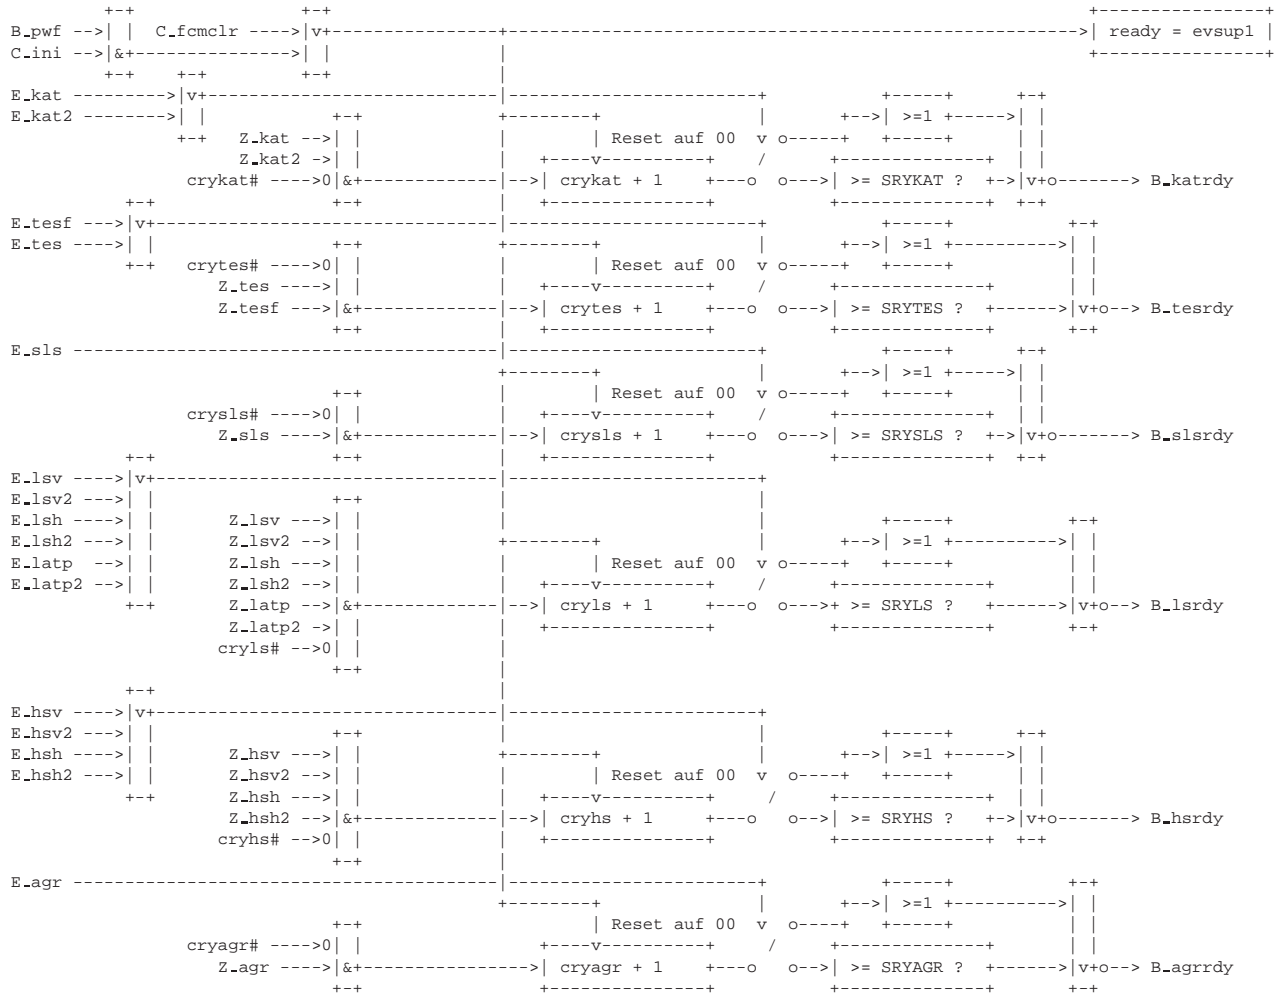 B_pwf C_fcmclr v ready = evsup1
C_ini &
E_kat v
E_kat2 >=1
Z_kat Reset auf 00 v
Z_kat2 v
crykat# 0 & crykat + 1 >= SRYKAT ? v B_katrdy
E_tesf v
E_tes >=1
crytes# 0 Reset auf 00 v
Z_tes v
Z_tesf & crytes + 1 >= SRYTES ? v B_tesrdy
E_sls
>=1
Reset auf 00 v
crysls# 0 v
Z_sls & crysls + 1 >= SRYSLS ? v B_slsrdy
E_lsv v
E_lsv2
E_lsh Z_lsv
E_lsh2 Z_lsv2 >=1
E_latp Z_lsh Reset auf 00 v
E_latp2 Z_lsh2 v
Z_latp & cryls + 1 >= SRYLS ? v B_lsrdy
Z_latp2
cryls# 0
E_hsv v
E_hsv2
E_hsh Z_hsv >=1
E_hsh2 Z_hsv2 Reset auf 00 v
Z_hsh v
Z_hsh2 & cryhs + 1 >= SRYHS ? v B_hsrdy
cryhs# 0
E_agr
>=1
Reset auf 00 v
cryagr# 0 v
Z_agr & cryagr + 1 >= SRYAGR ? v B_agrrdy